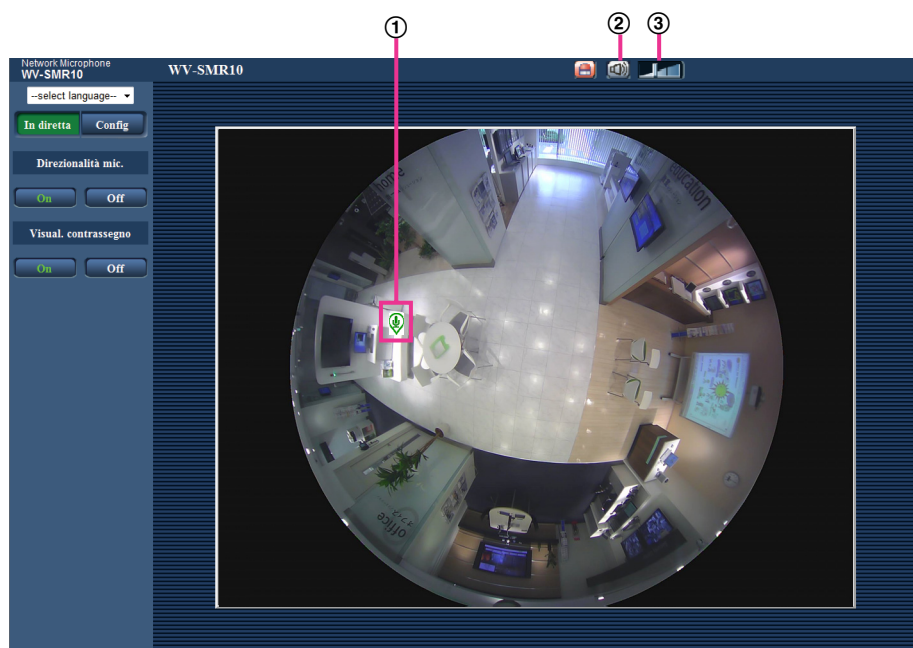 ① ② ③
Network Microphone
WV-SMR10
WV-SMR10
--select language--
In diretta Config
Direzionalità mic.
On Off
Visual. contrassegno
On Off
office